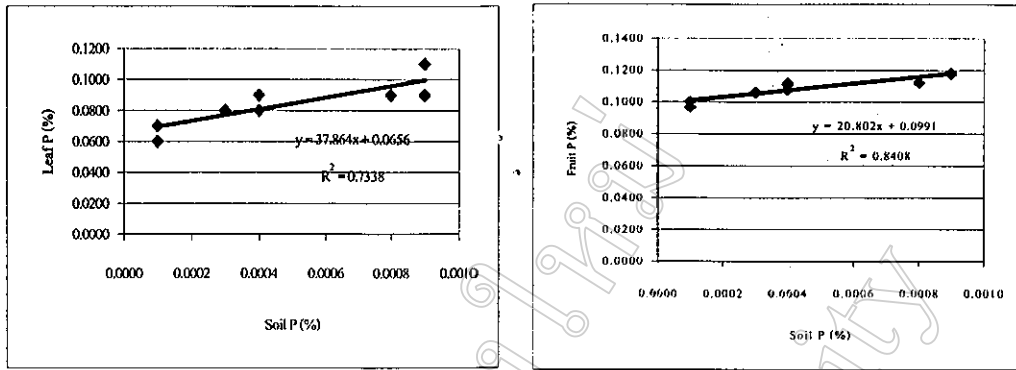 0.1200
0.1000
0.0800
0.0600
0.0400
0.0200
0.0000
Leaf P (%)
y = 37.864x + 0.0656
R² = 0.7338
0.0000 0.0002 0.0004 0.0006 0.0008 0.0010
Soil P (%)
0.1400
0.1200
0.1000
0.0800
0.0600
0.0400
0.0200
0.0000
Fruit P (%)
y = 20.802x + 0.0991
R² = 0.8408
0.0000 0.0002 0.0004 0.0006 0.0008 0.0010
Soil P (%)